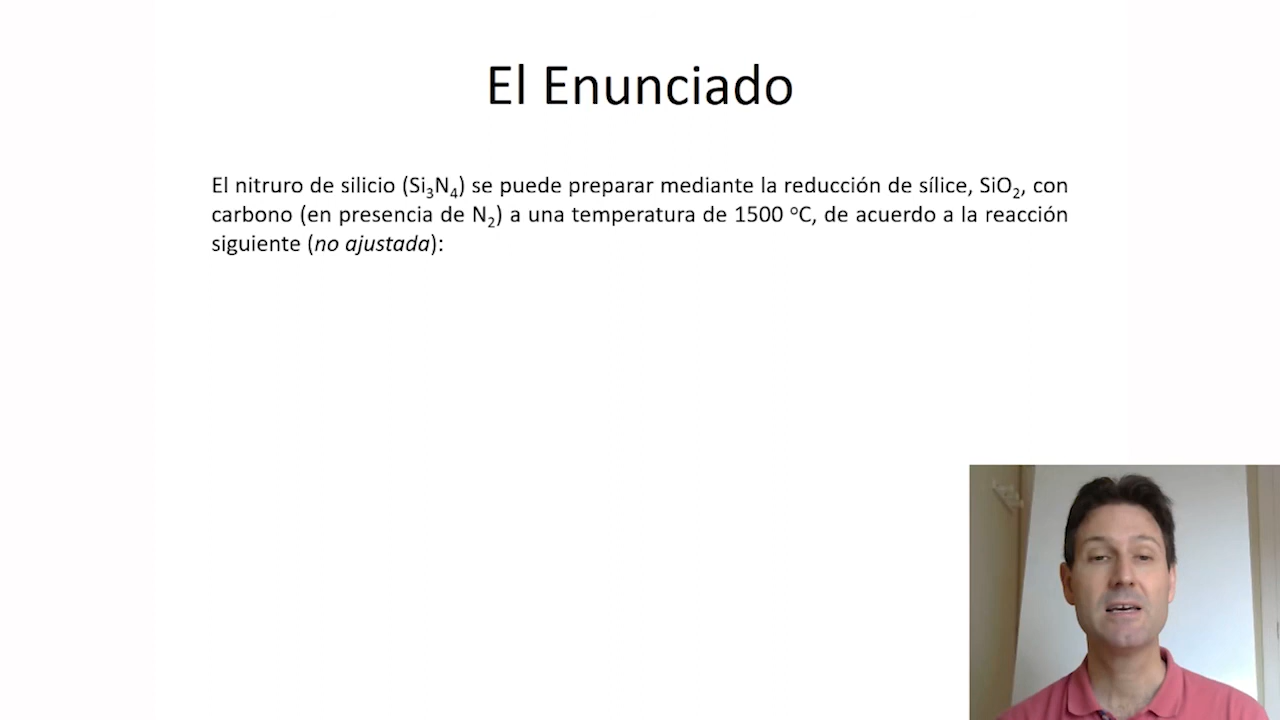 El Enunciado
El nitruro de silicio (Si₃N₄) se puede preparar mediante la reducción de sílice, SiO₂, con
carbono (en presencia de N₂) a una temperatura de 1500 ºC, de acuerdo a la reacción
siguiente (no ajustada):